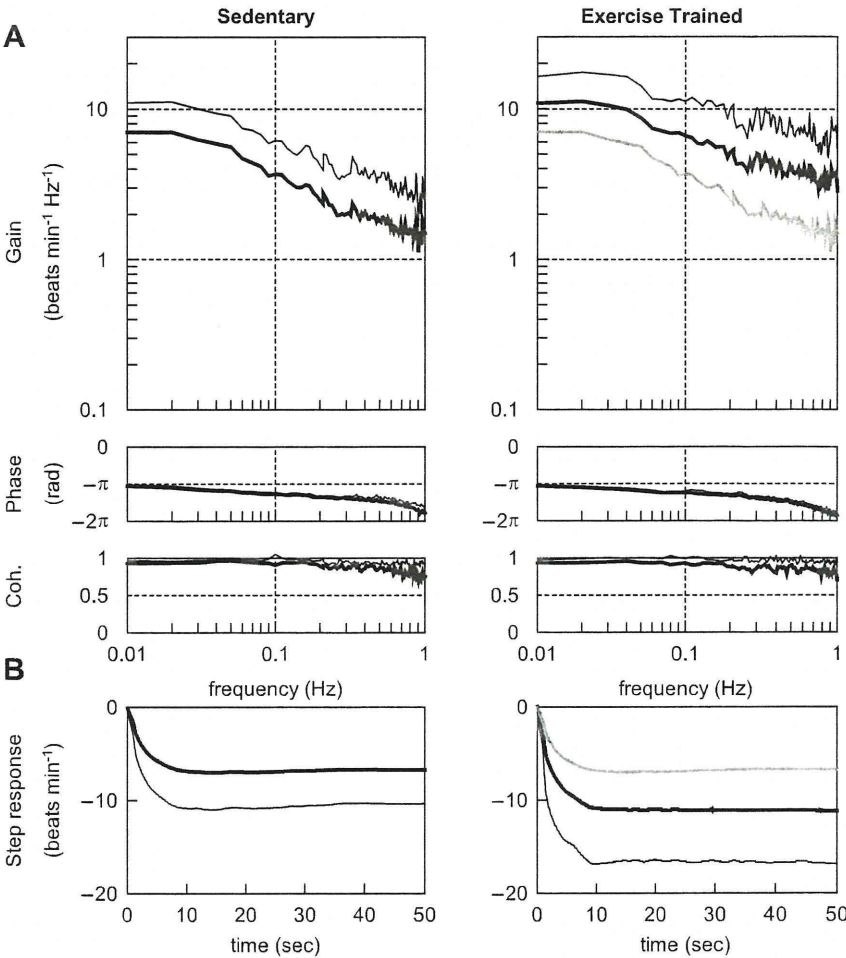 Sedentary
Exercise Trained
A
Gain
(beats min⁻¹ Hz⁻¹)
10
1
0.1
10
1
0.1
Phase
(rad)
0
−π
−2π
0
−π
−2π
Coh.
1
0.5
0
1
0.5
0
0.01
0.1
1
0.01
0.1
1
frequency (Hz)
frequency (Hz)
B
Step response
(beats min⁻¹)
0
−10
−20
0
−10
−20
0
10
20
30
40
50
0
10
20
30
40
50
time (sec)
time (sec)